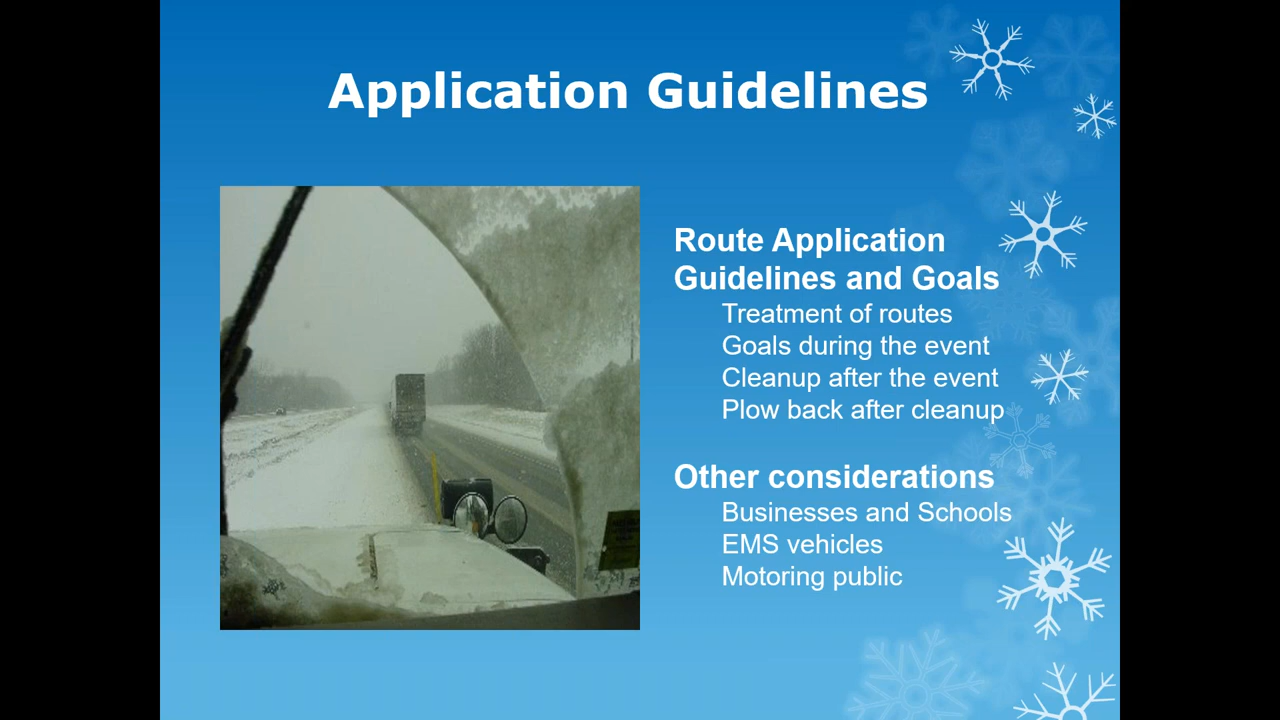 Application Guidelines
Route Application
Guidelines and Goals
Treatment of routes
Goals during the event
Cleanup after the event
Plow back after cleanup
Other considerations
Businesses and Schools
EMS vehicles
Motoring public